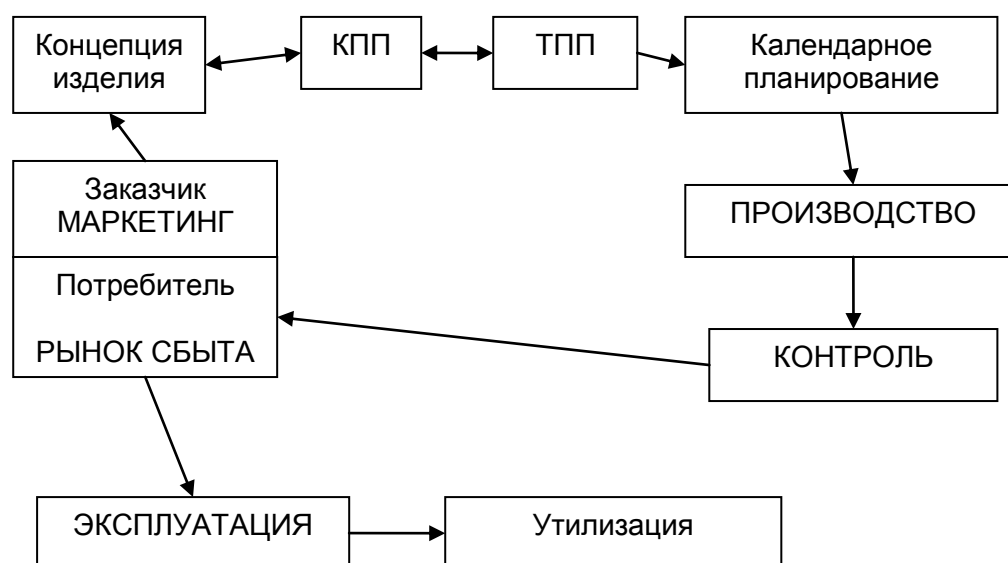 Концепция
изделия
КПП
ТПП
Календарное
планирование
Заказчик
МАРКЕТИНГ
ПРОИЗВОДСТВО
Потребитель
РЫНОК СБЫТА
КОНТРОЛЬ
ЭКСПЛУАТАЦИЯ
Утилизация